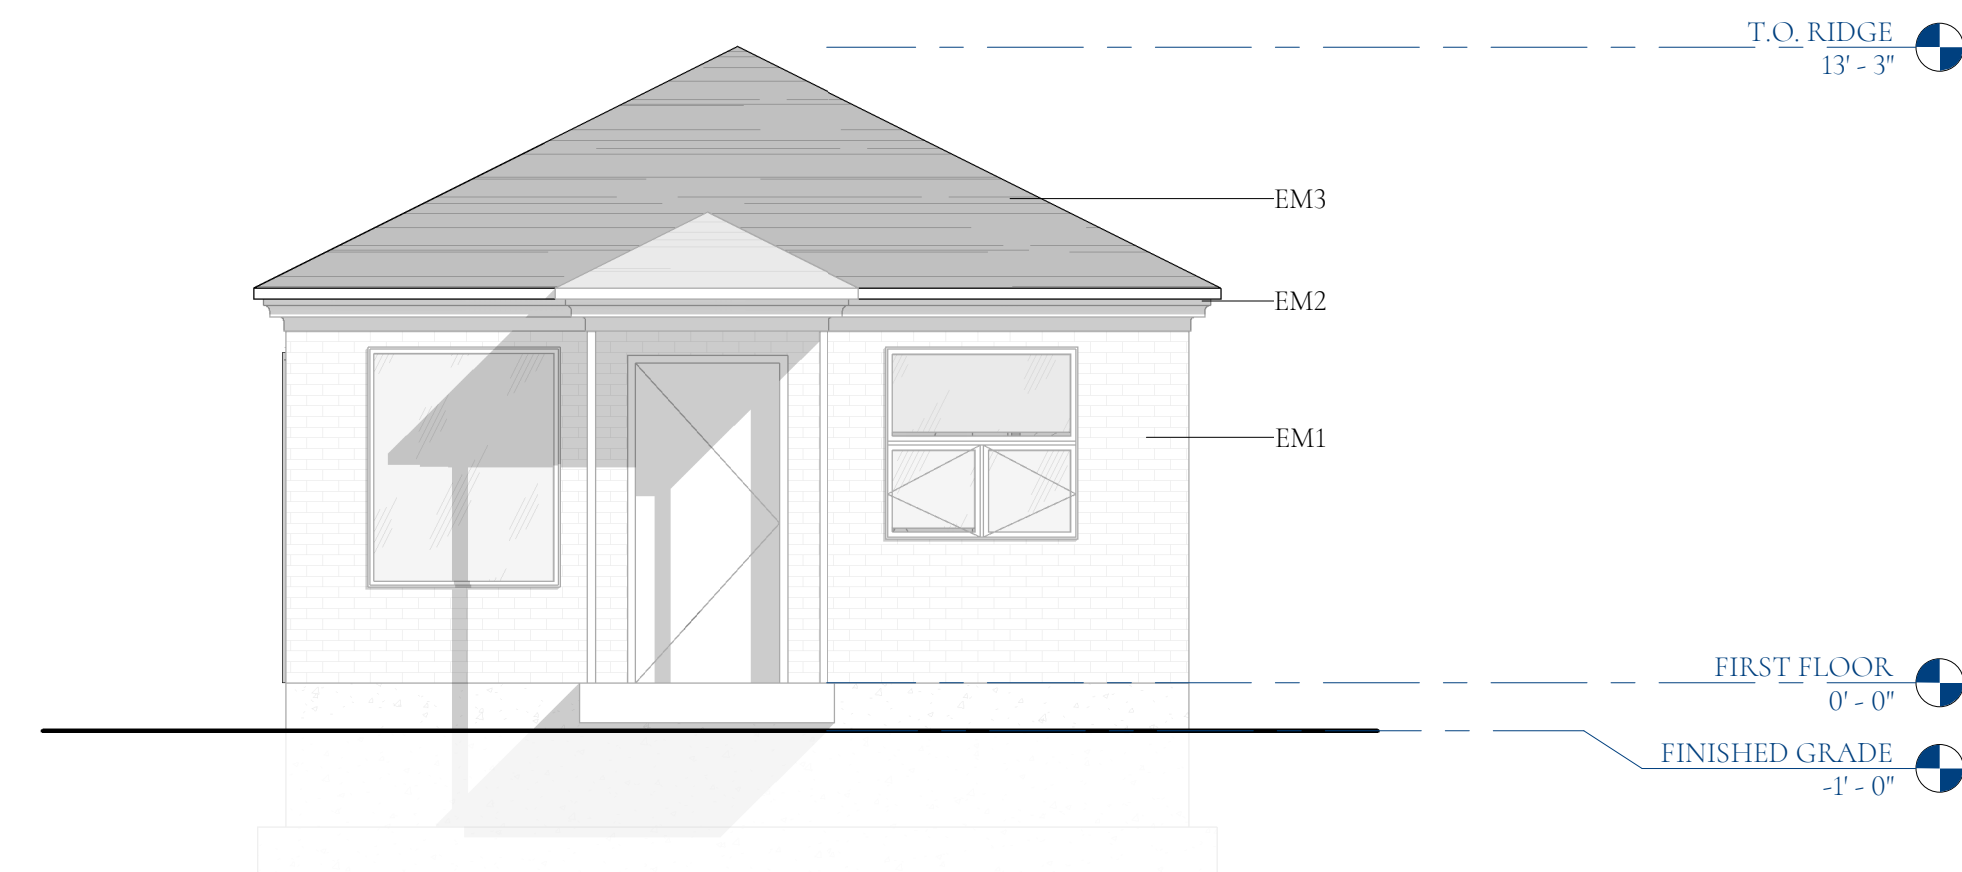 T.O. RIDGE
13' - 3"
EM3
EM2
EM1
FIRST FLOOR
0' - 0"
FINISHED GRADE
-1' - 0"